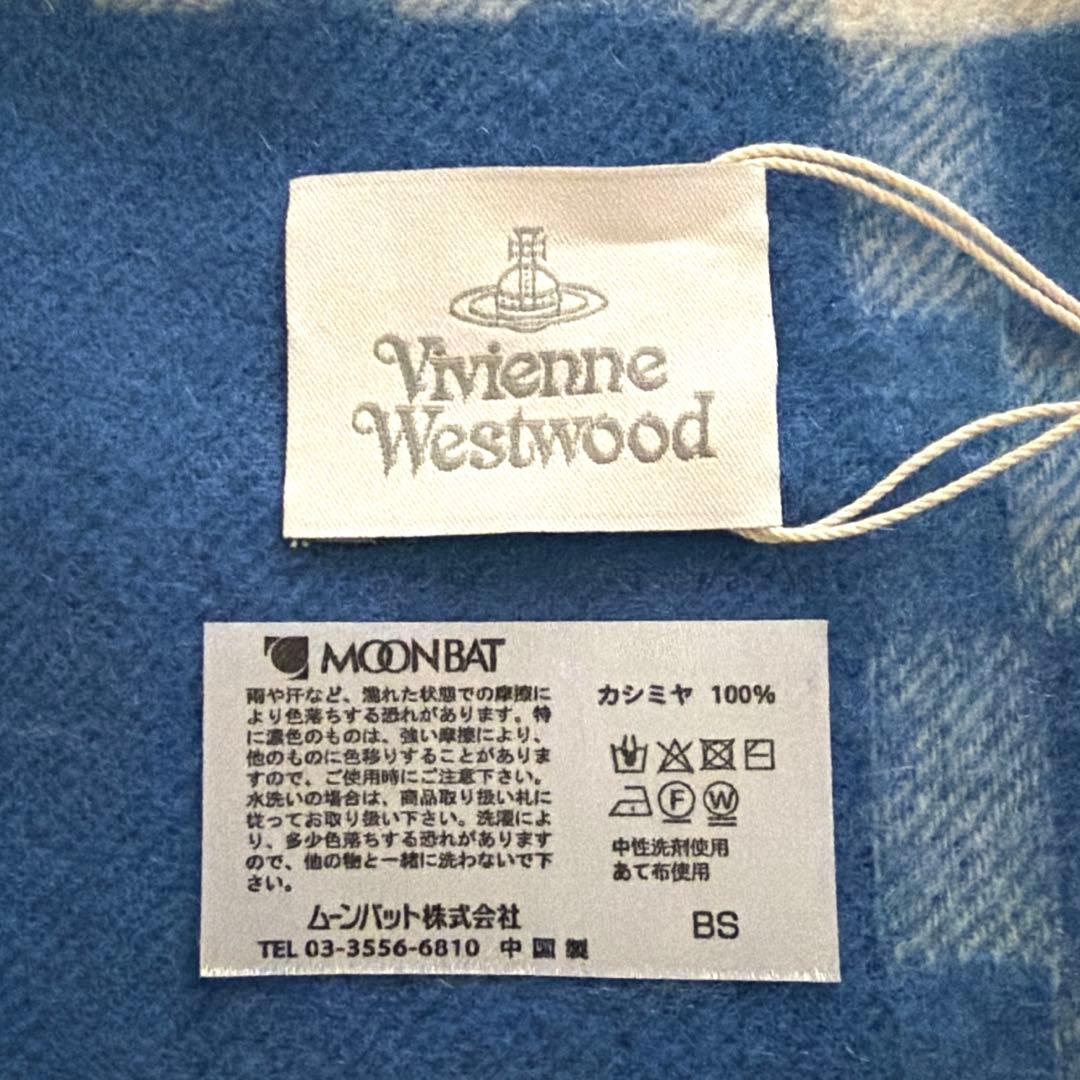 Vivienne
Westwood
MOONBAT
雨や汗など、濡れた状態での摩擦に
より色落ちする恐れがあります。特
に濃色のものは、強い摩擦により、
他のものに色移りすることがありま
すので、ご使用時にご注意下さい。
水洗いの場合は、商品取り扱い札に
従ってお取り扱い下さい。洗濯によ
り、多少色落ちする恐れがあります
ので、他の物と一緒に洗わないで下
さい。
ムーンバット株式会社
TEL 03-3556-6810 中国製
カシミヤ 100%
F W
中性洗剤使用
あて布使用
BS